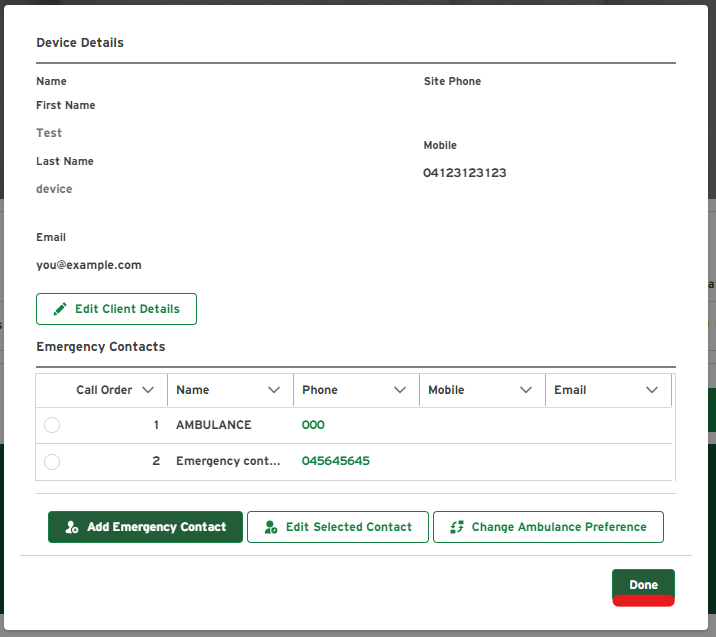 Device Details
Name
Site Phone
First Name
Test
Mobile
Last Name
04123123123
device
Email
you@example.com
Edit Client Details
Emergency Contacts
Call Order Name Phone Mobile Email
1 AMBULANCE 000
2 Emergency cont... 045645645
Add Emergency Contact Edit Selected Contact Change Ambulance Preference
Done